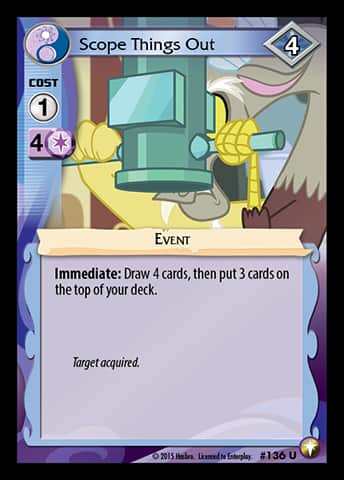 Scope Things Out
4
COST
1
4
EVENT
Immediate: Draw 4 cards, then put 3 cards on
the top of your deck.
Target acquired.
© 2015 Hasbro. Licensed to Enterplay. #136 U